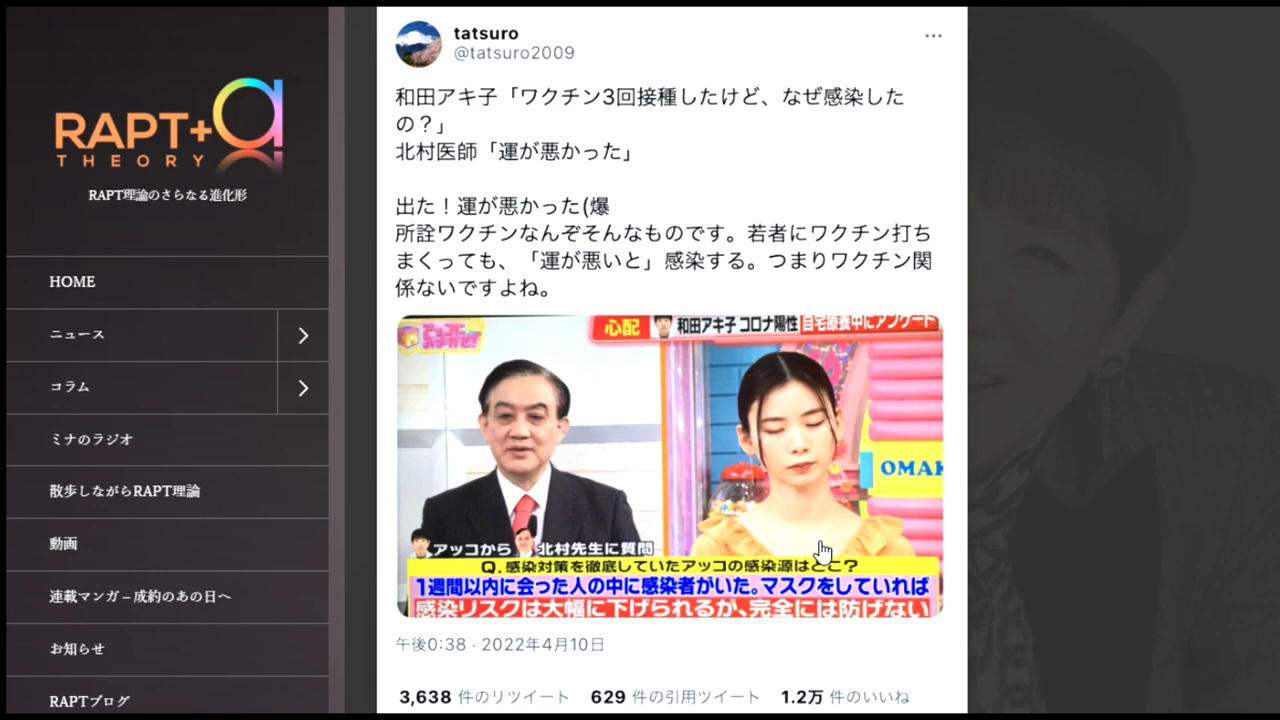 RAPT+a
THEORY
RAPT理論のさらなる進化形
HOME
ニュース
コラム
ミナのラジオ
散歩しながらRAPT理論
動画
連載マンガ – 成約のあの日へ
お知らせ
RAPTブログ
tatsuro
@tatsuro2009
和田アキ子「ワクチン3回接種したけど、なぜ感染した
の？」
北村医師「運が悪かった」
出た！運が悪かった(爆
所詮ワクチンなんぞそんなものです。若者にワクチン打ち
まくっても、「運が悪いと」感染する。つまりワクチン関
係ないですよね。
アッコに
おまかせ!
心配
和田アキ子 コロナ陽性
自宅療養中にアンケート
OMAK
アッコから 北村先生に質問
Q.感染対策を徹底していたアッコの感染源はどこ？
1週間以内に会った人の中に感染者がいた。マスクをしていれば
感染リスクは大幅に下げられるが、完全には防げない
午後0:38 · 2022年4月10日
3,638 件のリツイート 629 件の引用ツイート 1.2万 件のいいね